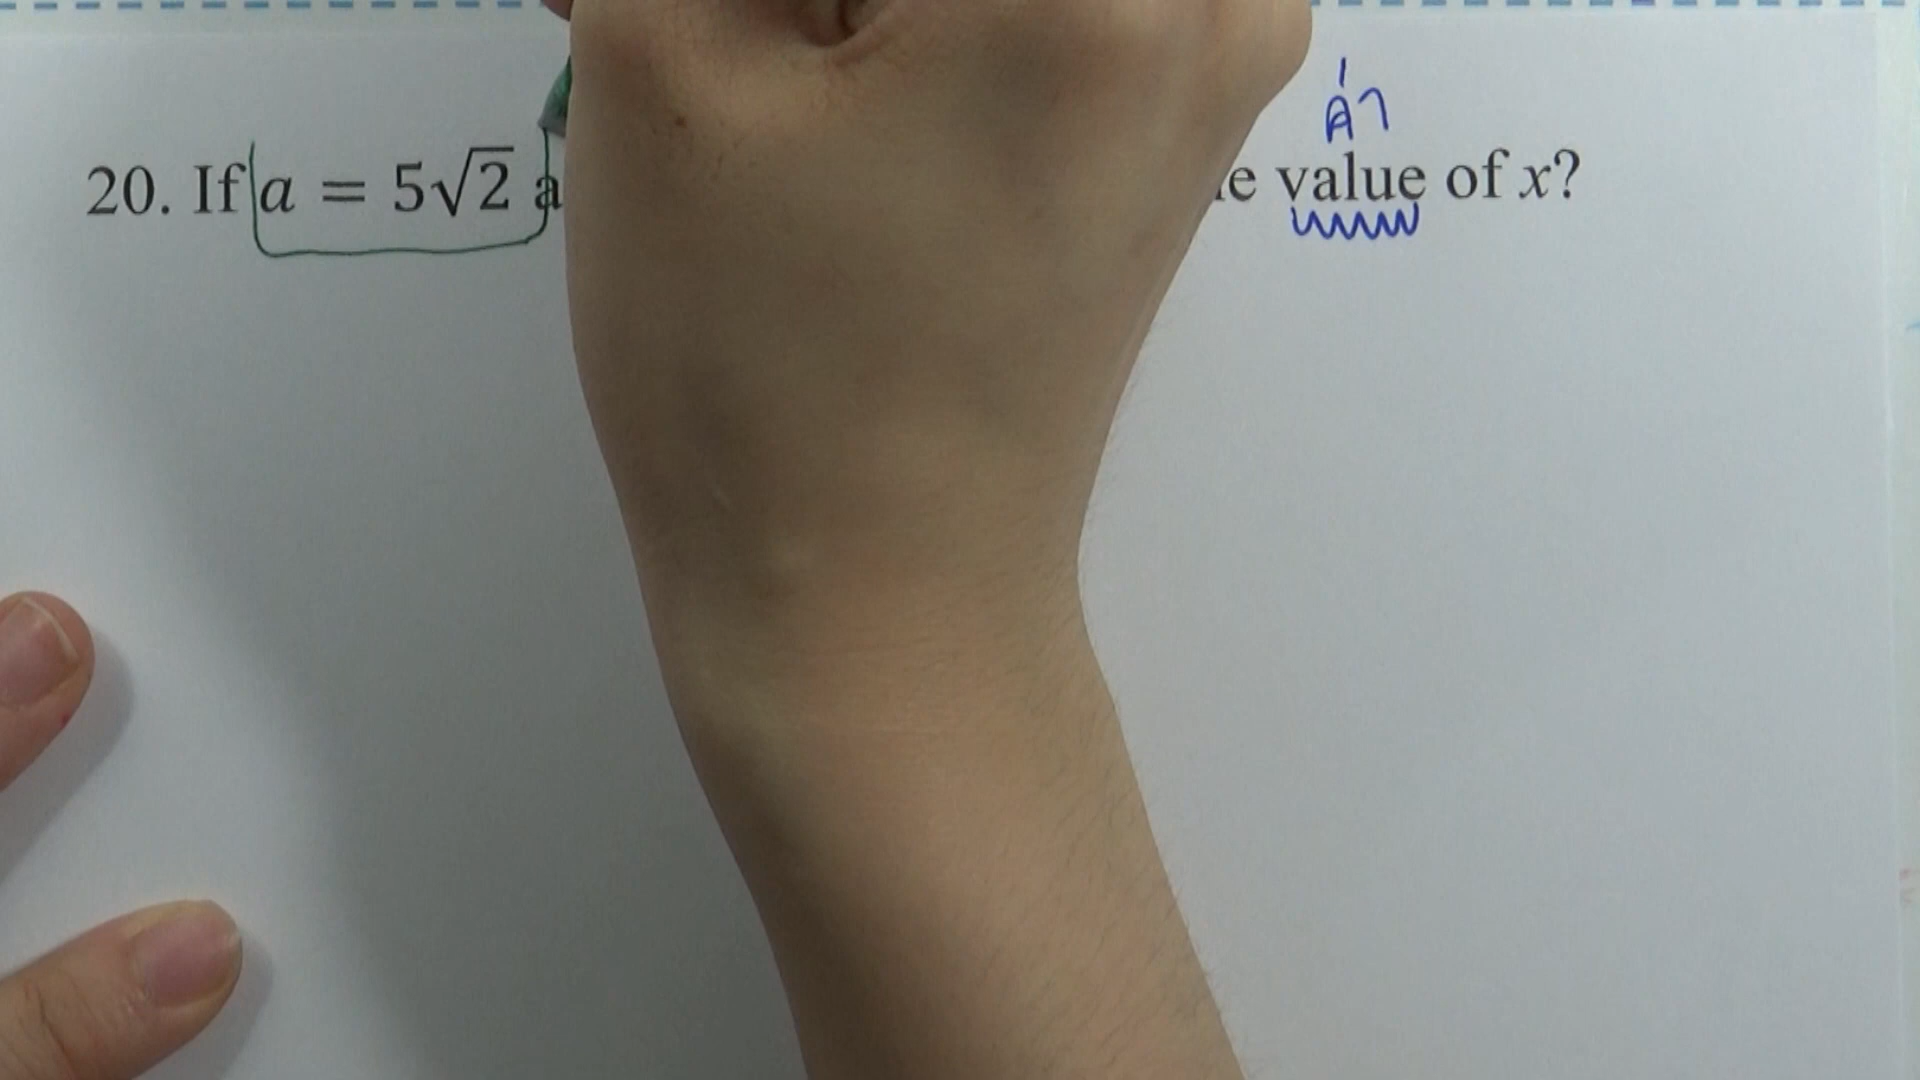 ค่า
20. If a = 5√2 a e value of x?